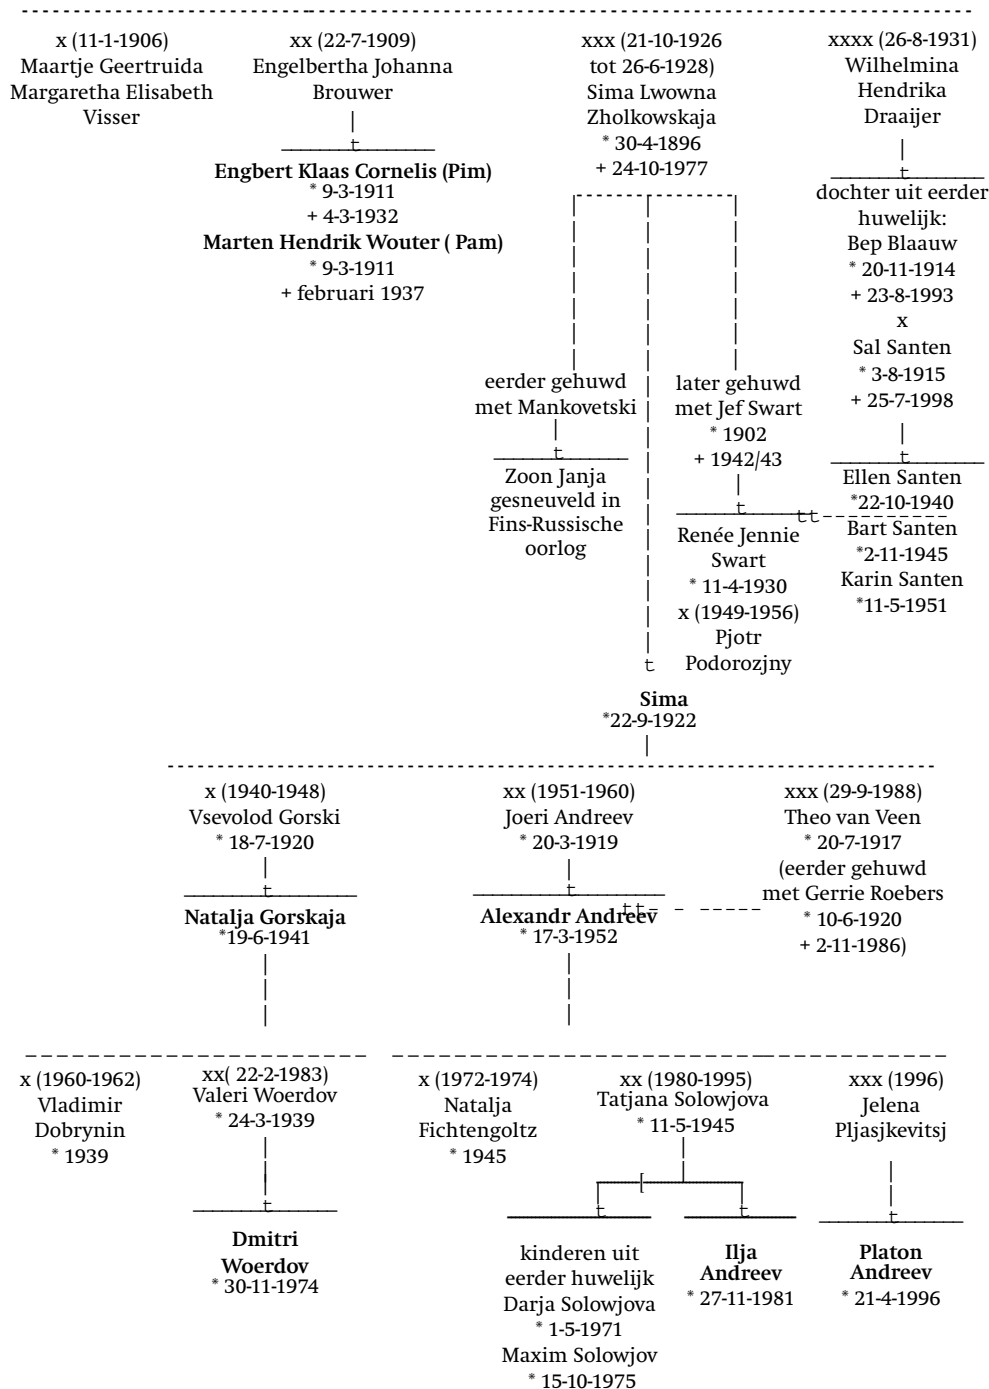 x (11-1-1906)
Maartje Geertruida
Margaretha Elisabeth
Visser
xx (22-7-1909)
Engelbertha Johanna
Brouwer
t
Engbert Klaas Cornelis (Pim)
* 9-3-1911
+ 4-3-1932
Marten Hendrik Wouter ( Pam)
* 9-3-1911
+ februari 1937
xxx (21-10-1926
tot 26-6-1928)
Sima Lwowna
Zholkowskaja
* 30-4-1896
+ 24-10-1977
xxxx (26-8-1931)
Wilhelmina
Hendrika
Draaijer
t
dochter uit eerder
huwelijk:
Bep Blaauw
* 20-11-1914
+ 23-8-1993
x
Sal Santen
* 3-8-1915
+ 25-7-1998
t
Ellen Santen
*22-10-1940
Bart Santen
*2-11-1945
Karin Santen
*11-5-1951
eerder gehuwd
met Mankovetski
t
Zoon Janja
gesneuveld in
Fins-Russische
oorlog
later gehuwd
met Jef Swart
* 1902
+ 1942/43
t
tt
Renée Jennie
Swart
* 11-4-1930
x (1949-1956)
Pjotr
Podorozjny
t
Sima
*22-9-1922
x (1940-1948)
Vsevolod Gorski
* 18-7-1920
t
Natalja Gorskaja
*19-6-1941
xx (1951-1960)
Joeri Andreev
* 20-3-1919
t
tt
Alexandr Andreev
* 17-3-1952
xxx (29-9-1988)
Theo van Veen
* 20-7-1917
(eerder gehuwd
met Gerrie Roebers
* 10-6-1920
+ 2-11-1986)
x (1960-1962)
Vladimir
Dobrynin
* 1939
xx( 22-2-1983)
Valeri Woerdov
* 24-3-1939
t
Dmitri
Woerdov
* 30-11-1974
x (1972-1974)
Natalja
Fichtengoltz
* 1945
xx (1980-1995)
Tatjana Solowjova
* 11-5-1945
[
t
kinderen uit
eerder huwelijk
Darja Solowjova
* 1-5-1971
Maxim Solowjov
* 15-10-1975
t
Ilja
Andreev
* 27-11-1981
xxx (1996)
Jelena
Pljasjkevitsj
t
Platon
Andreev
* 21-4-1996